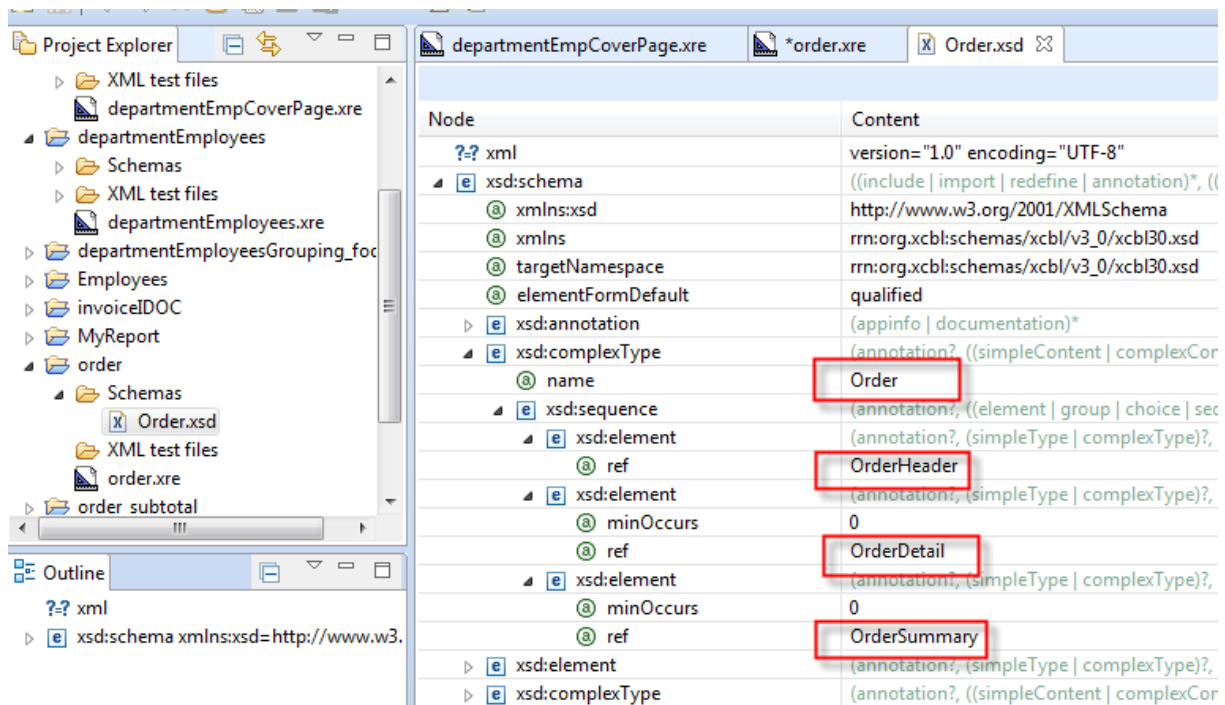 Project Explorer
XML test files
departmentEmpCoverPage.xre
departmentEmployees
Schemas
XML test files
departmentEmployees.xre
departmentEmployeesGrouping_foc
Employees
invoiceIDOC
MyReport
order
Schemas
Order.xsd
XML test files
order.xre
order subtotal
Outline
?=? xml
xsd:schema xmlns:xsd=http://www.w3.
departmentEmpCoverPage.xre *order.xre Order.xsd
Node Content
?=? xml version="1.0" encoding="UTF-8"
e xsd:schema ((include | import | redefine | annotation)*, ((
a xmlns:xsd http://www.w3.org/2001/XMLSchema
a xmlns rrn:org.xcbl:schemas/xcbl/v3_0/xcbl30.xsd
a targetNamespace rrn:org.xcbl:schemas/xcbl/v3_0/xcbl30.xsd
a elementFormDefault qualified
e xsd:annotation (appinfo | documentation)*
e xsd:complexType (annotation?, ((simpleContent | complexCon
a name Order
e xsd:sequence (annotation?, ((element | group | choice | sec
e xsd:element (annotation?, (simpleType | complexType)?,
a ref OrderHeader
e xsd:element (annotation?, (simpleType | complexType)?,
a minOccurs 0
a ref OrderDetail
e xsd:element (annotation?, (simpleType | complexType)?,
a minOccurs 0
a ref OrderSummary
e xsd:element (annotation?, (simpleType | complexType)?,
e xsd:complexType (annotation?, ((simpleContent | complexCon